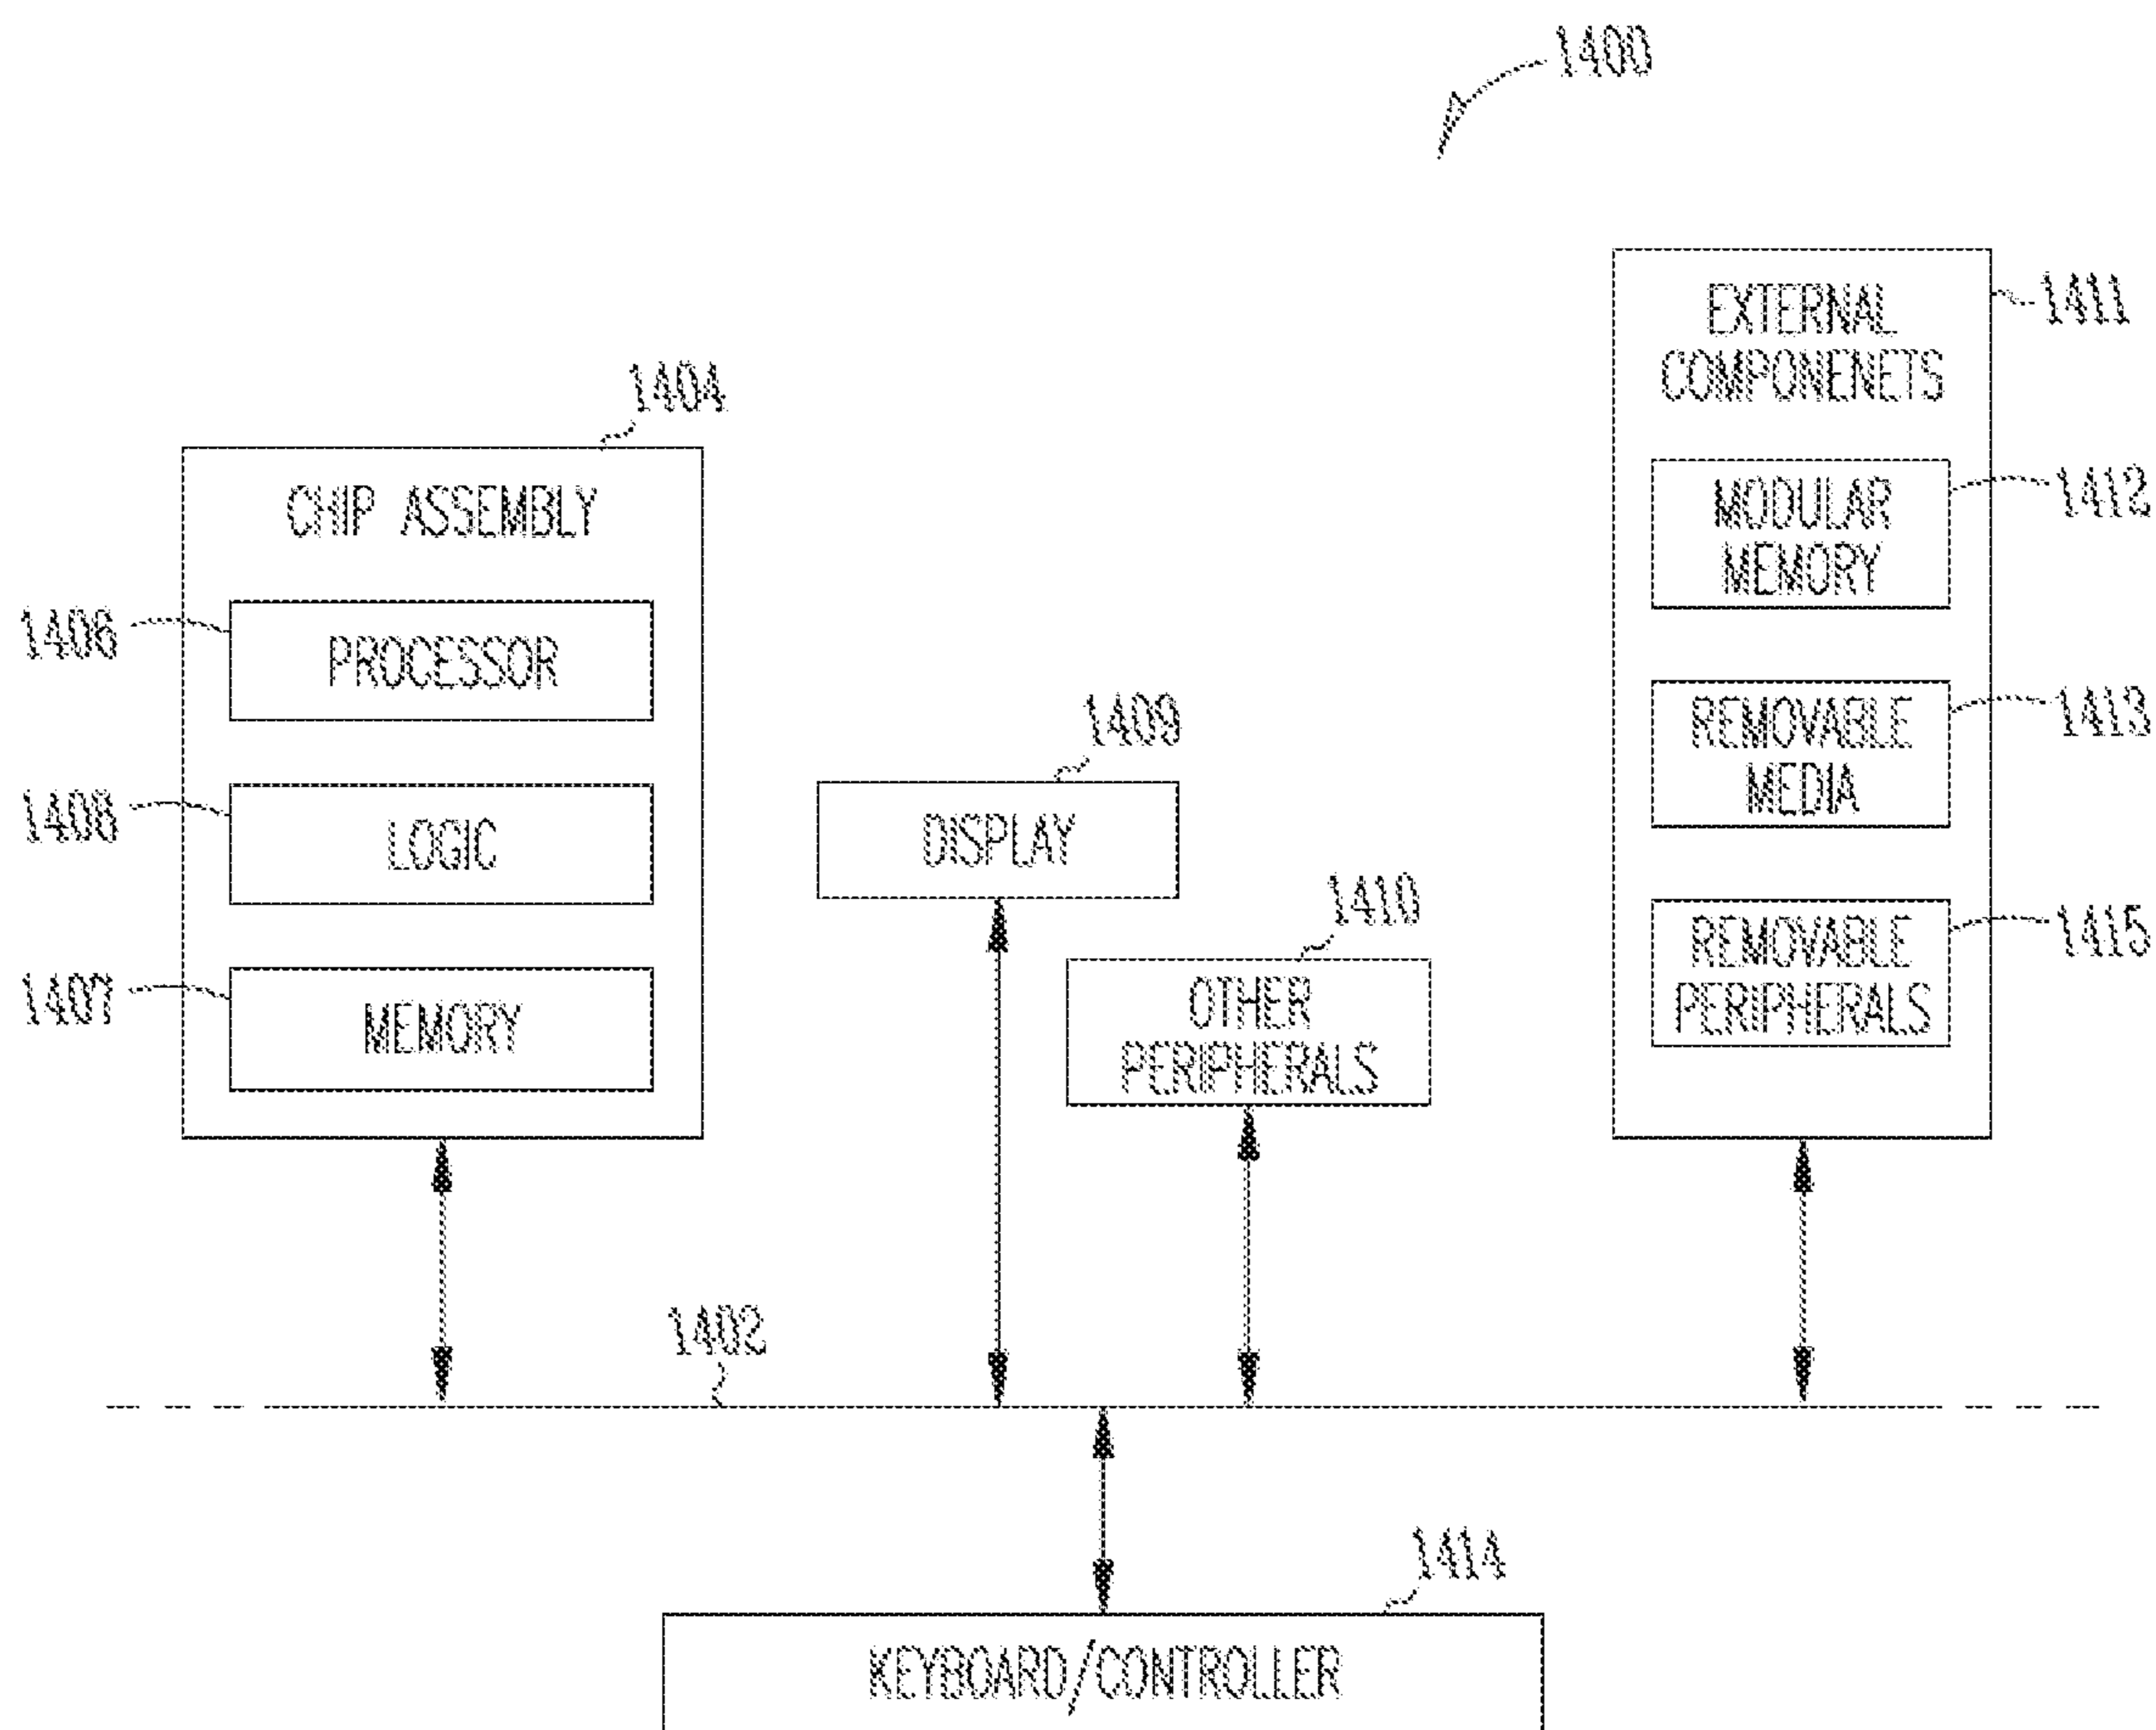 1400
EXTERNAL
COMPONENETS
1411
1404
CHIP ASSEMBLY
MODULAR
MEMORY
1412
1406
PROCESSOR
REMOVABLE
MEDIA
1413
1409
1408
LOGIC
DISPLAY
1410
REMOVABLE
PERIPHERALS
1415
1407
MEMORY
OTHER
PERIPHERALS
1402
1414
KEYBOARD/CONTROLLER